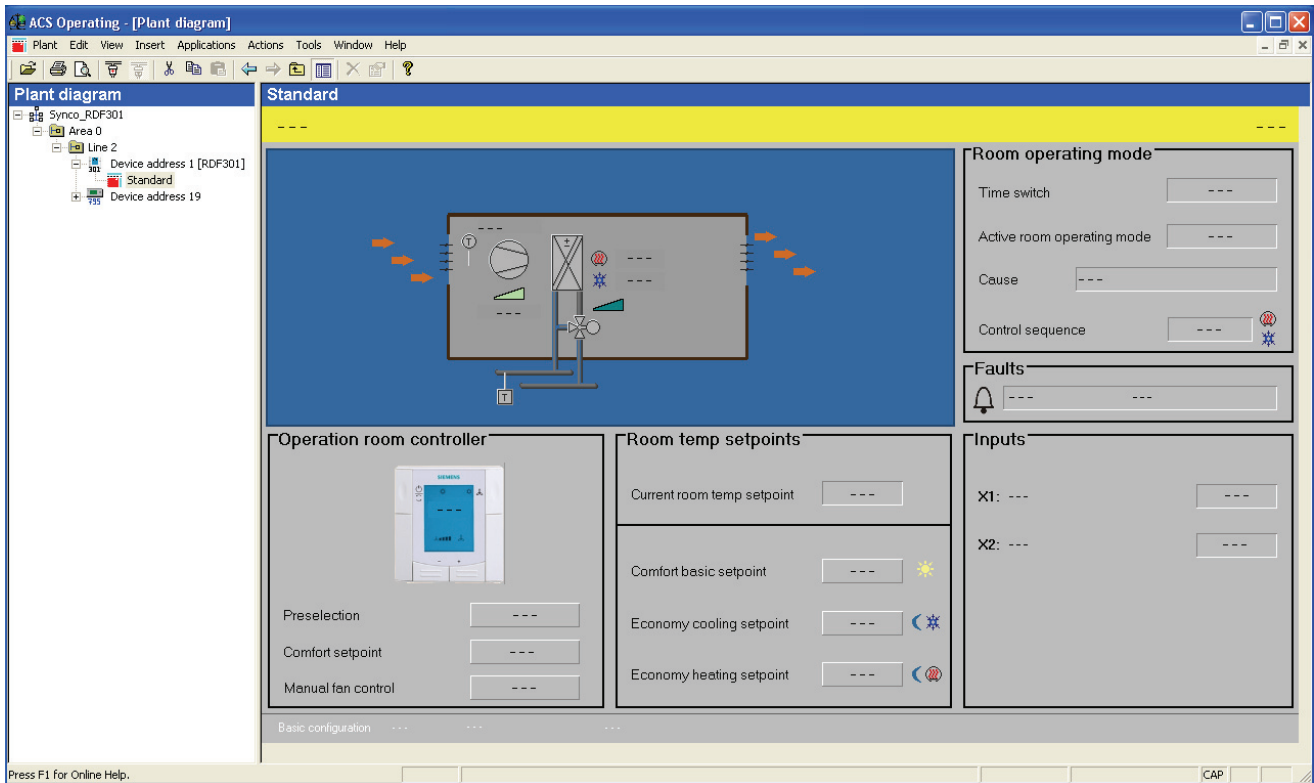 ACS Operating - [Plant diagram]
Plant Edit View Insert Applications Actions Tools Window Help
Plant diagram
Synco_RDF301
Area 0
Line 2
301
Device address 1 [RDF301]
Standard
795
Device address 19
Standard
--- ---
---
T
±
---
---
---
T
Room operating mode
Time switch ---
Active room operating mode ---
Cause ---
Control sequence ---
Faults
--- ---
Operation room controller
SIEMENS
---
- +
Preselection ---
Comfort setpoint ---
Manual fan control ---
Room temp setpoints
Current room temp setpoint ---
Comfort basic setpoint ---
Economy cooling setpoint ---
Economy heating setpoint ---
Inputs
X1: --- ---
X2: --- ---
Basic configuration --- --- ---
Press F1 for Online Help.
CAP